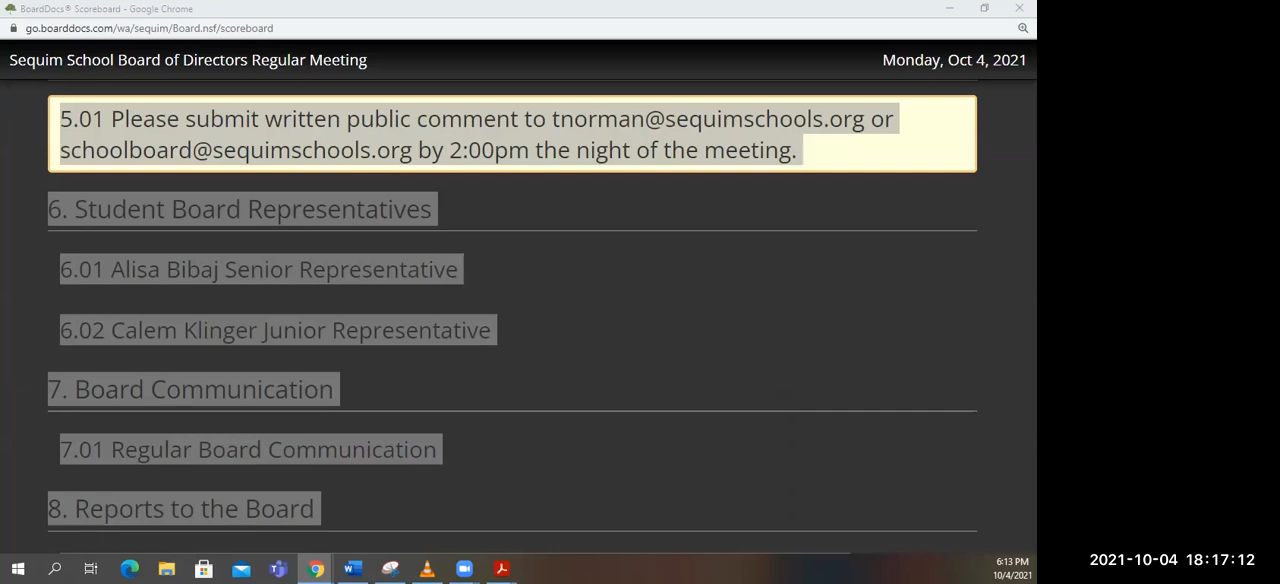 BoardDocs® Scoreboard - Google Chrome
go.boarddocs.com/wa/sequim/Board.nsf/scoreboard
Sequim School Board of Directors Regular Meeting
Monday, Oct 4, 2021
5.01 Please submit written public comment to tnorman@sequimschools.org or
schoolboard@sequimschools.org by 2:00pm the night of the meeting.
6. Student Board Representatives
6.01 Alisa Bibaj Senior Representative
6.02 Calem Klinger Junior Representative
7. Board Communication
7.01 Regular Board Communication
8. Reports to the Board
6:13 PM
10/4/2021
2021-10-04 18:17:12